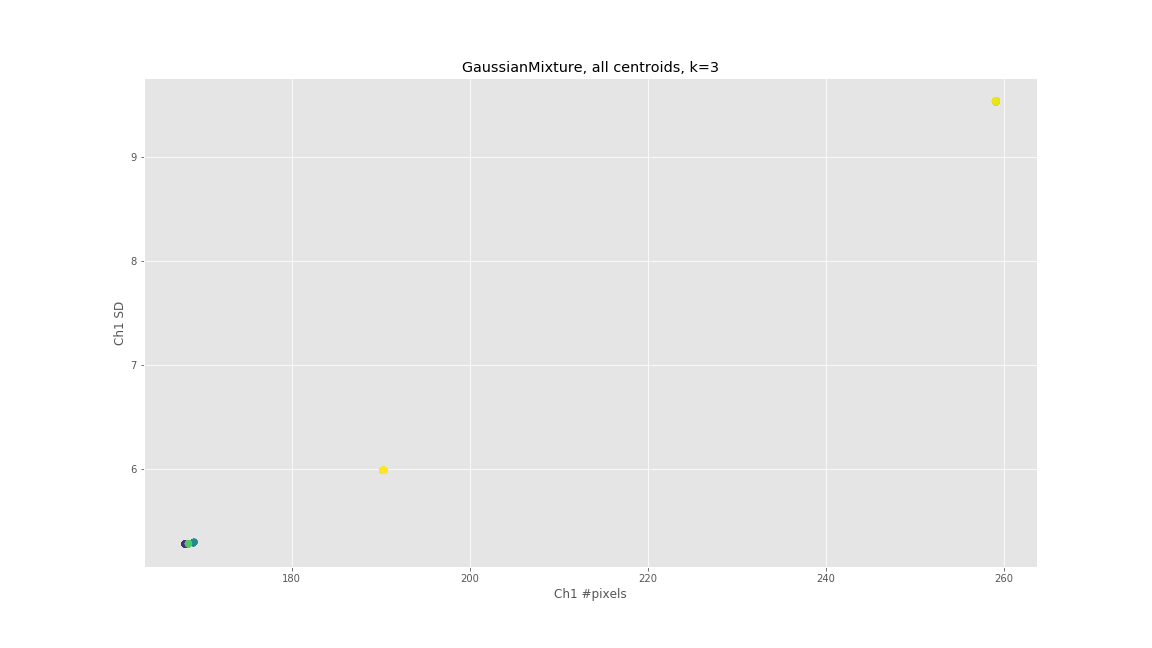 GaussianMixture, all centroids, k=3
9
8
7
6
Ch1 SD
180 200 220 240 260
Ch1 #pixels